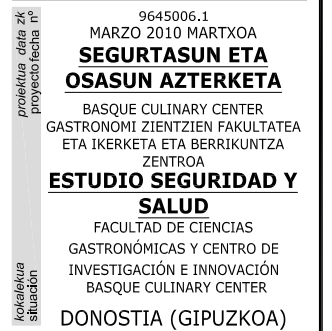 proiektua data zk
proyecto fecha nº
kokalekua
situación
9645006.1
MARZO 2010 MARTXOA
SEGURTASUN ETA
OSASUN AZTERKETA
BASQUE CULINARY CENTER
GASTRONOMI ZIENTZIEN FAKULTATEA
ETA IKERKETA ETA BERRIKUNTZA
ZENTROA
ESTUDIO SEGURIDAD Y
SALUD
FACULTAD DE CIENCIAS
GASTRONÓMICAS Y CENTRO DE
INVESTIGACIÓN E INNOVACIÓN
BASQUE CULINARY CENTER
DONOSTIA (GIPUZKOA)